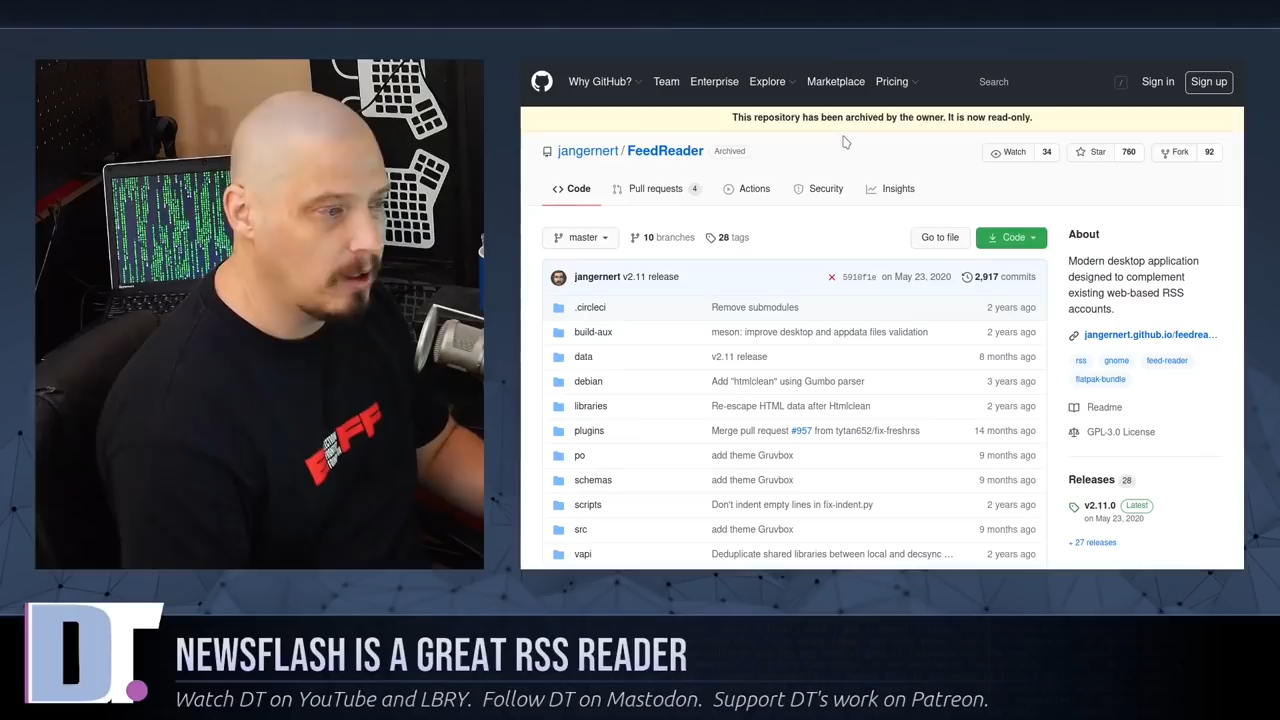 Why GitHub? Team Enterprise Explore Marketplace Pricing Search / Sign in Sign up
This repository has been archived by the owner. It is now read-only.
jangernert / FeedReader Archived Watch 34 Star 760 Fork 92
Code Pull requests 4 Actions Security Insights
master 10 branches 28 tags Go to file Code
jangernert v2.11 release 5910f1e on May 23, 2020 2,917 commits
.circleci Remove submodules 2 years ago
build-aux meson: improve desktop and appdata files validation 2 years ago
data v2.11 release 8 months ago
debian Add "htmlclean" using Gumbo parser 3 years ago
libraries Re-escape HTML data after Htmlclean 2 years ago
plugins Merge pull request #957 from tytan652/fix-freshrss 14 months ago
po add theme Gruvbox 9 months ago
schemas add theme Gruvbox 9 months ago
scripts Don't indent empty lines in fix-indent.py 2 years ago
src add theme Gruvbox 9 months ago
vapi Deduplicate shared libraries between local and decsync ... 2 years ago
About
Modern desktop application
designed to complement
existing web-based RSS
accounts.
jangernert.github.io/feedrea...
rss gnome feed-reader
flatpak-bundle
Readme
GPL-3.0 License
Releases 28
v2.11.0 Latest
on May 23, 2020
+ 27 releases
EFF
DT.
NEWSFLASH IS A GREAT RSS READER
Watch DT on YouTube and LBRY. Follow DT on Mastodon. Support DT's work on Patreon.